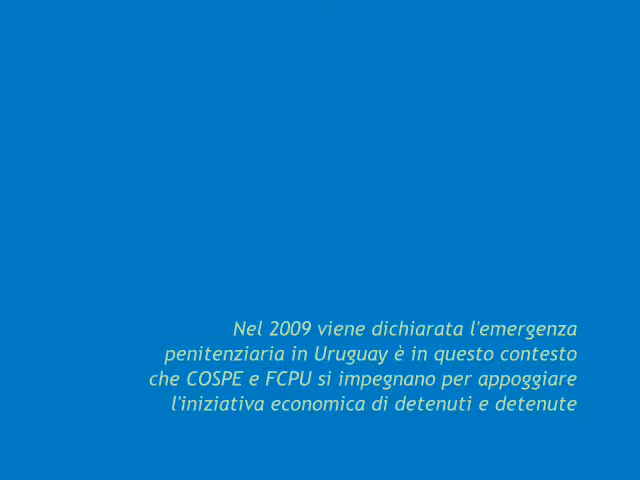 Nel 2009 viene dichiarata l'emergenza
penitenziaria in Uruguay è in questo contesto
che COSPE e FCPU si impegnano per appoggiare
l'iniziativa economica di detenuti e detenute